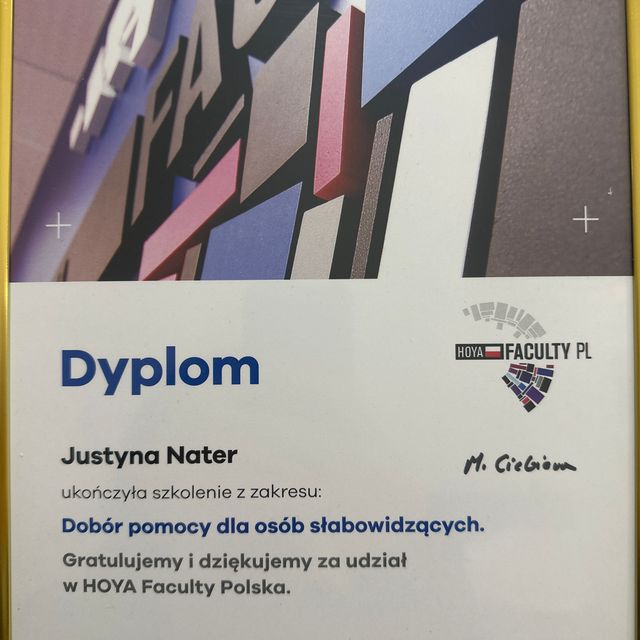 FAC
HOYA FACULTY PL
Dyplom
Justyna Nater
ukończyła szkolenie z zakresu:
Dobór pomocy dla osób słabowidzących.
Gratulujemy i dziękujemy za udział
w HOYA Faculty Polska.